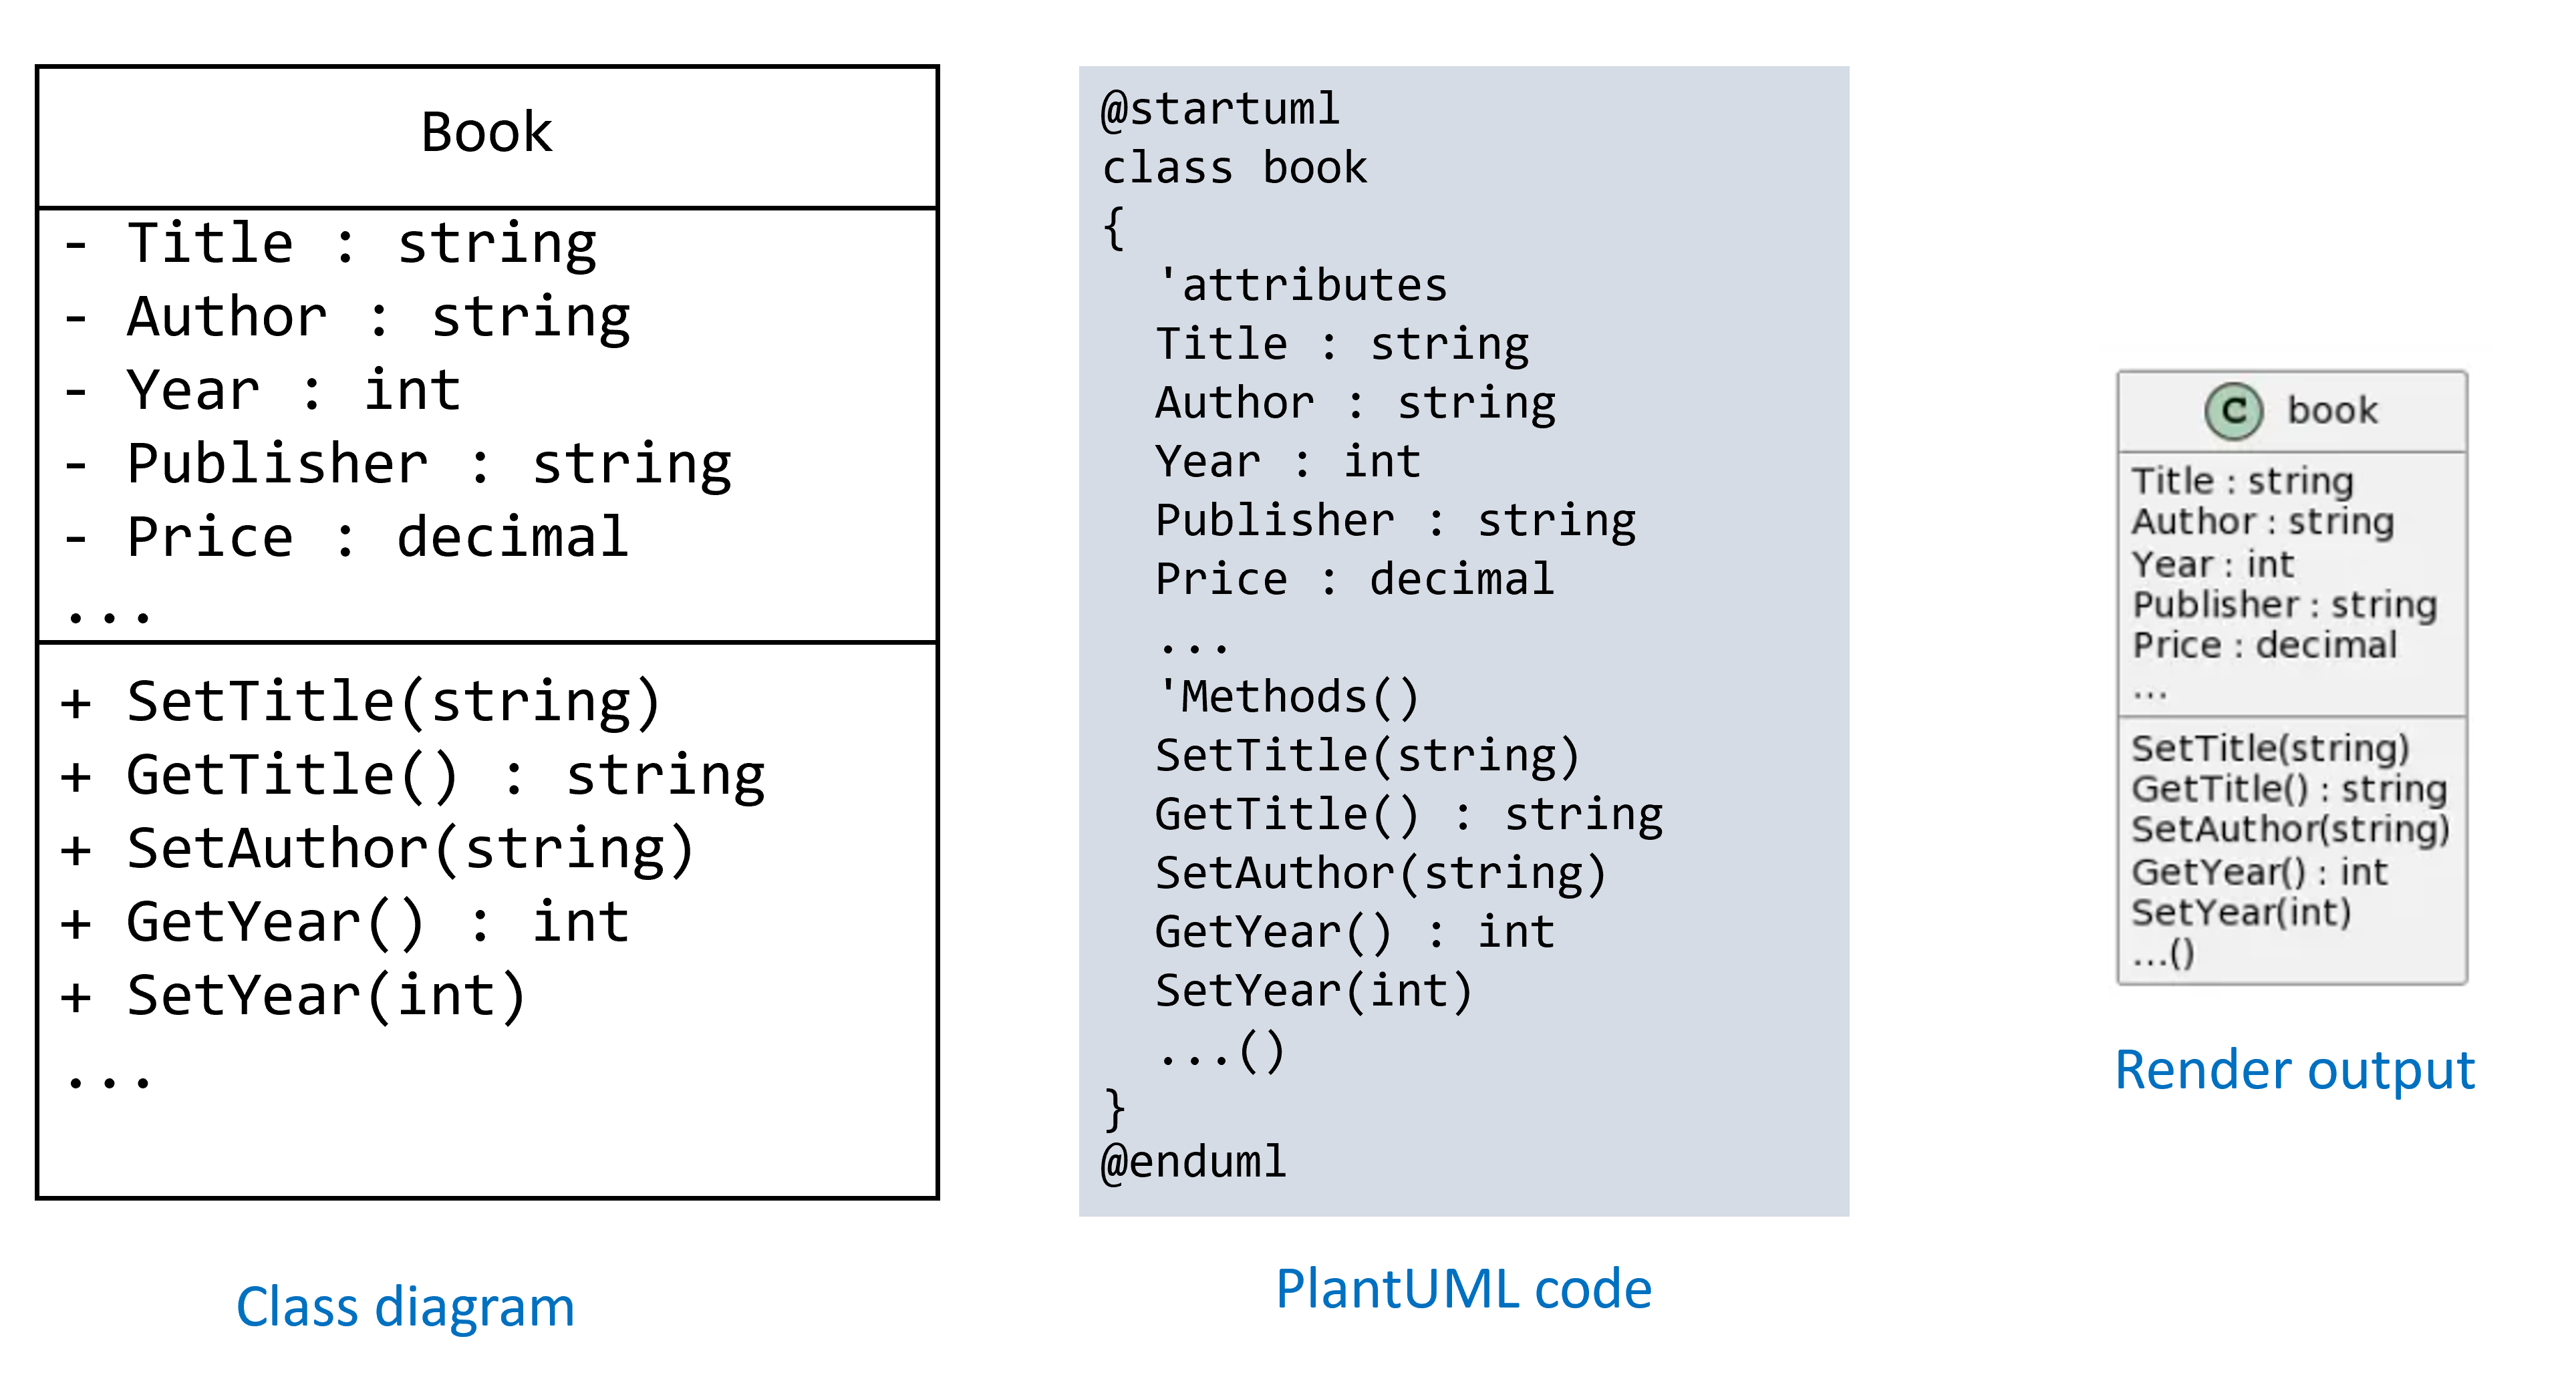 Book
- Title : string
- Author : string
- Year : int
- Publisher : string
- Price : decimal
...
+ SetTitle(string)
+ GetTitle() : string
+ SetAuthor(string)
+ GetYear() : int
+ SetYear(int)
...
Class diagram
@startuml
class book
{
'attributes
Title : string
Author : string
Year : int
Publisher : string
Price : decimal
...
'Methods()
SetTitle(string)
GetTitle() : string
SetAuthor(string)
GetYear() : int
SetYear(int)
...()
}
@enduml
PlantUML code
C book
Title : string
Author : string
Year : int
Publisher : string
Price : decimal
...
SetTitle(string)
GetTitle() : string
SetAuthor(string)
GetYear() : int
SetYear(int)
...()
Render output